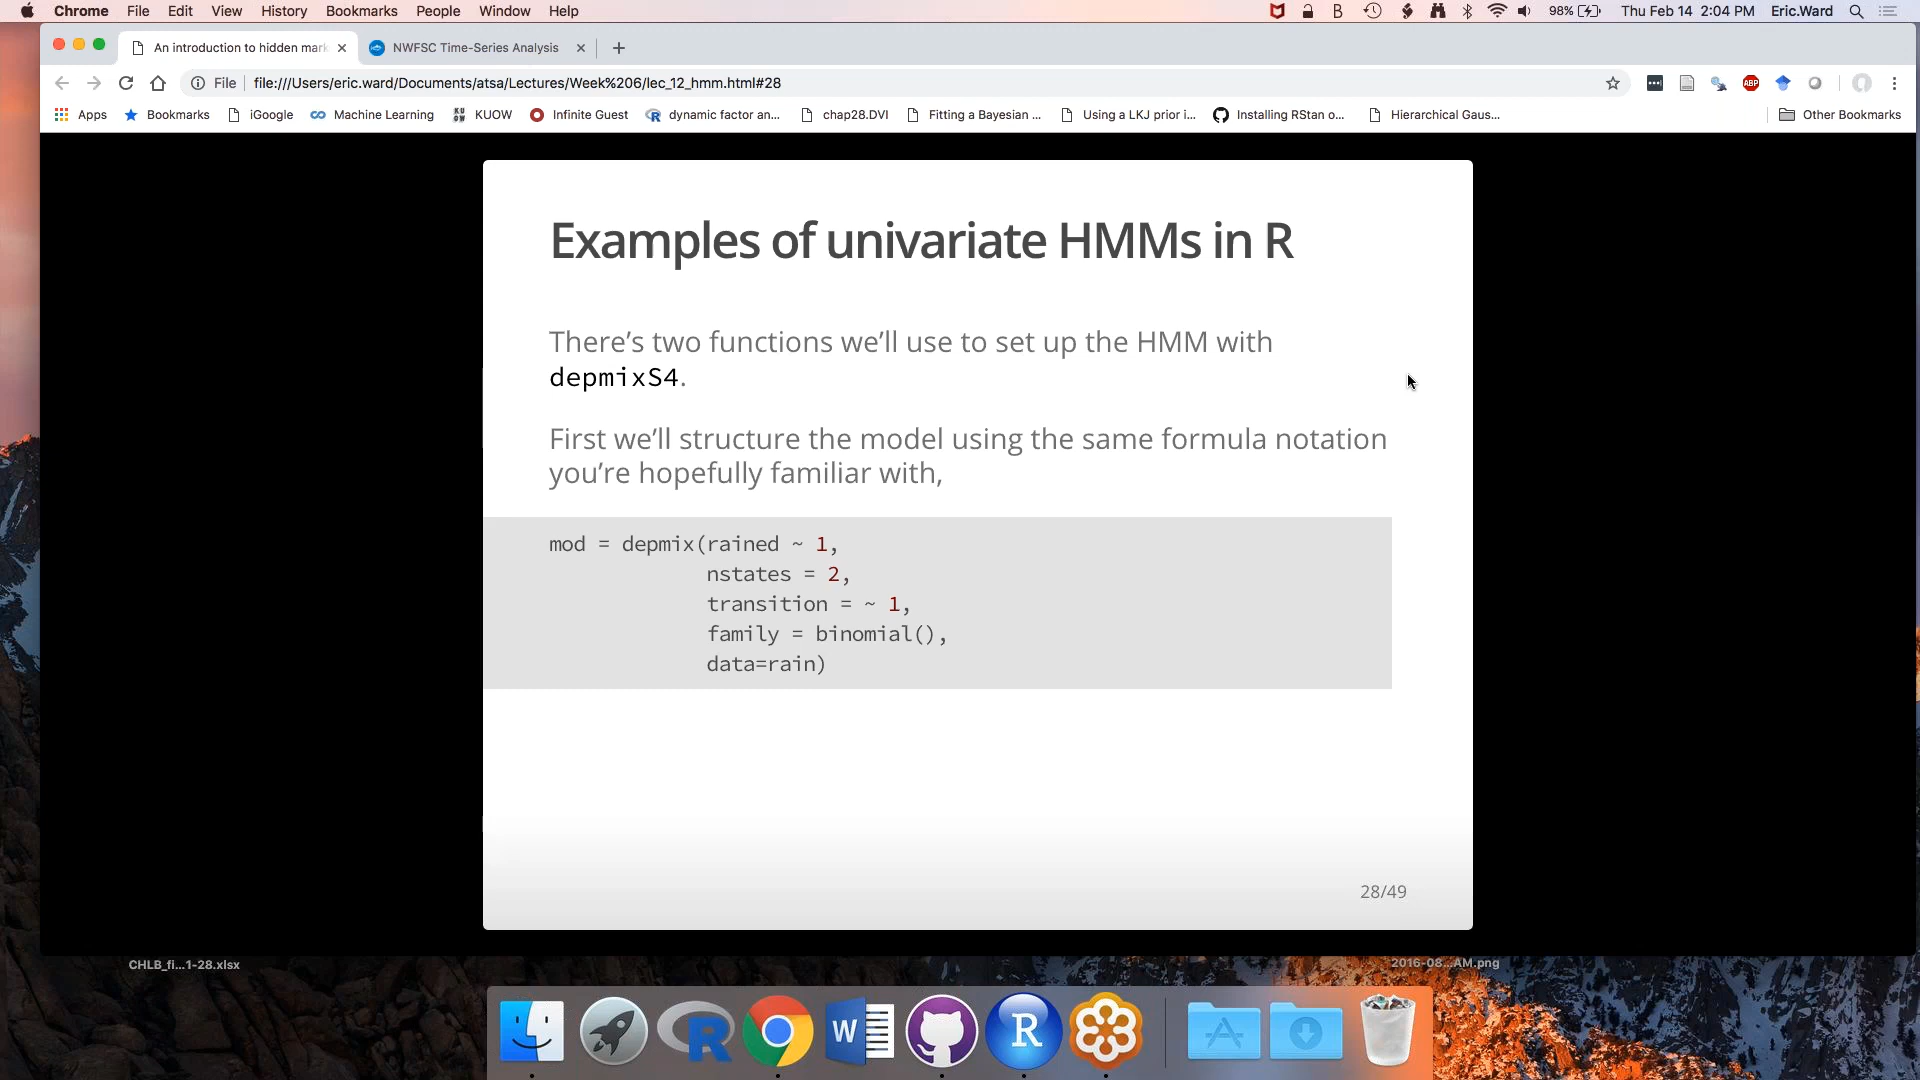 Chrome File Edit View History Bookmarks People Window Help 98% Thu Feb 14 2:04 PM Eric.Ward
An introduction to hidden mark NWFSC Time-Series Analysis
File file:///Users/eric.ward/Documents/atsa/Lectures/Week%206/lec_12_hmm.html#28 ABP
Apps Bookmarks iGoogle Machine Learning KUOW KUOW Infinite Guest dynamic factor an... chap28.DVI Fitting a Bayesian ... Using a LKJ prior i... Installing RStan o... Hierarchical Gaus... Other Bookmarks
Examples of univariate HMMs in R
There's two functions we'll use to set up the HMM with
depmixS4.
First we'll structure the model using the same formula notation
you're hopefully familiar with,
mod = depmix(rained ~ 1,
nstates = 2,
transition = ~ 1,
family = binomial(),
data=rain)
28/49
CHLB_fi...1-28.xlsx 2016-08...AM.png
R W R